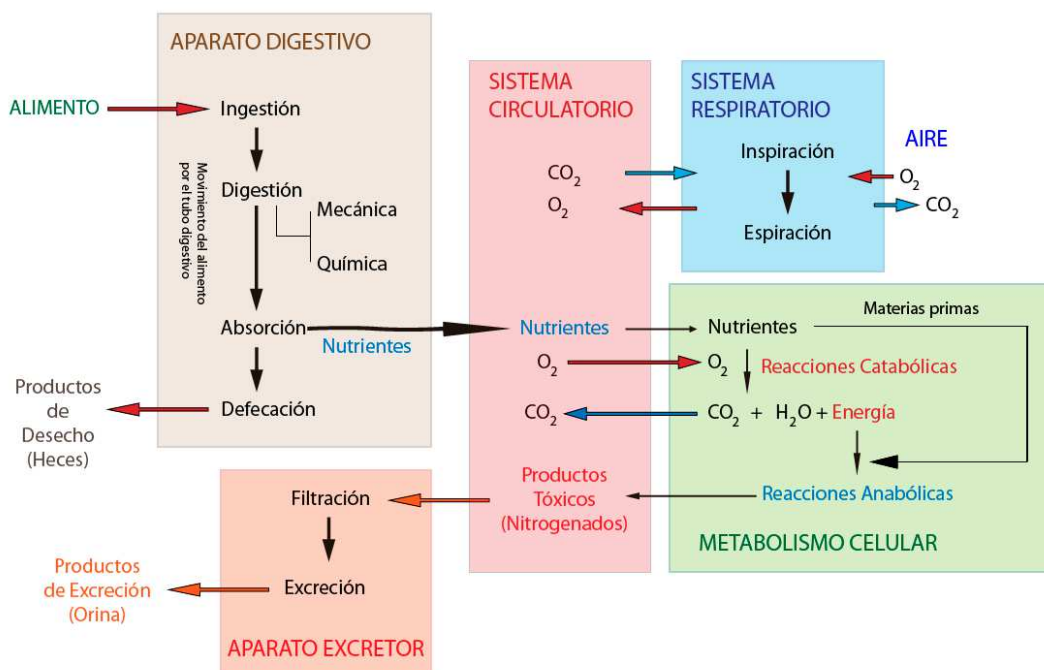 APARATO DIGESTIVO
ALIMENTO
Ingestión
Movimiento del alimento
por el tubo digestivo
Digestión
Mecánica
Química
Absorción
Nutrientes
Defecación
Productos
de
Desecho
(Heces)
SISTEMA
CIRCULATORIO
CO2
O2
Nutrientes
O2
CO2
Productos
Tóxicos
(Nitrogenados)
SISTEMA
RESPIRATORIO
Inspiración
Espiración
AIRE
O2
CO2
Materias primas
Nutrientes
O2
Reacciones Catabólicas
CO2 + H2O + Energía
Reacciones Anabólicas
METABOLISMO CELULAR
Filtración
Excreción
Productos
de Excreción
(Orina)
APARATO EXCRETOR